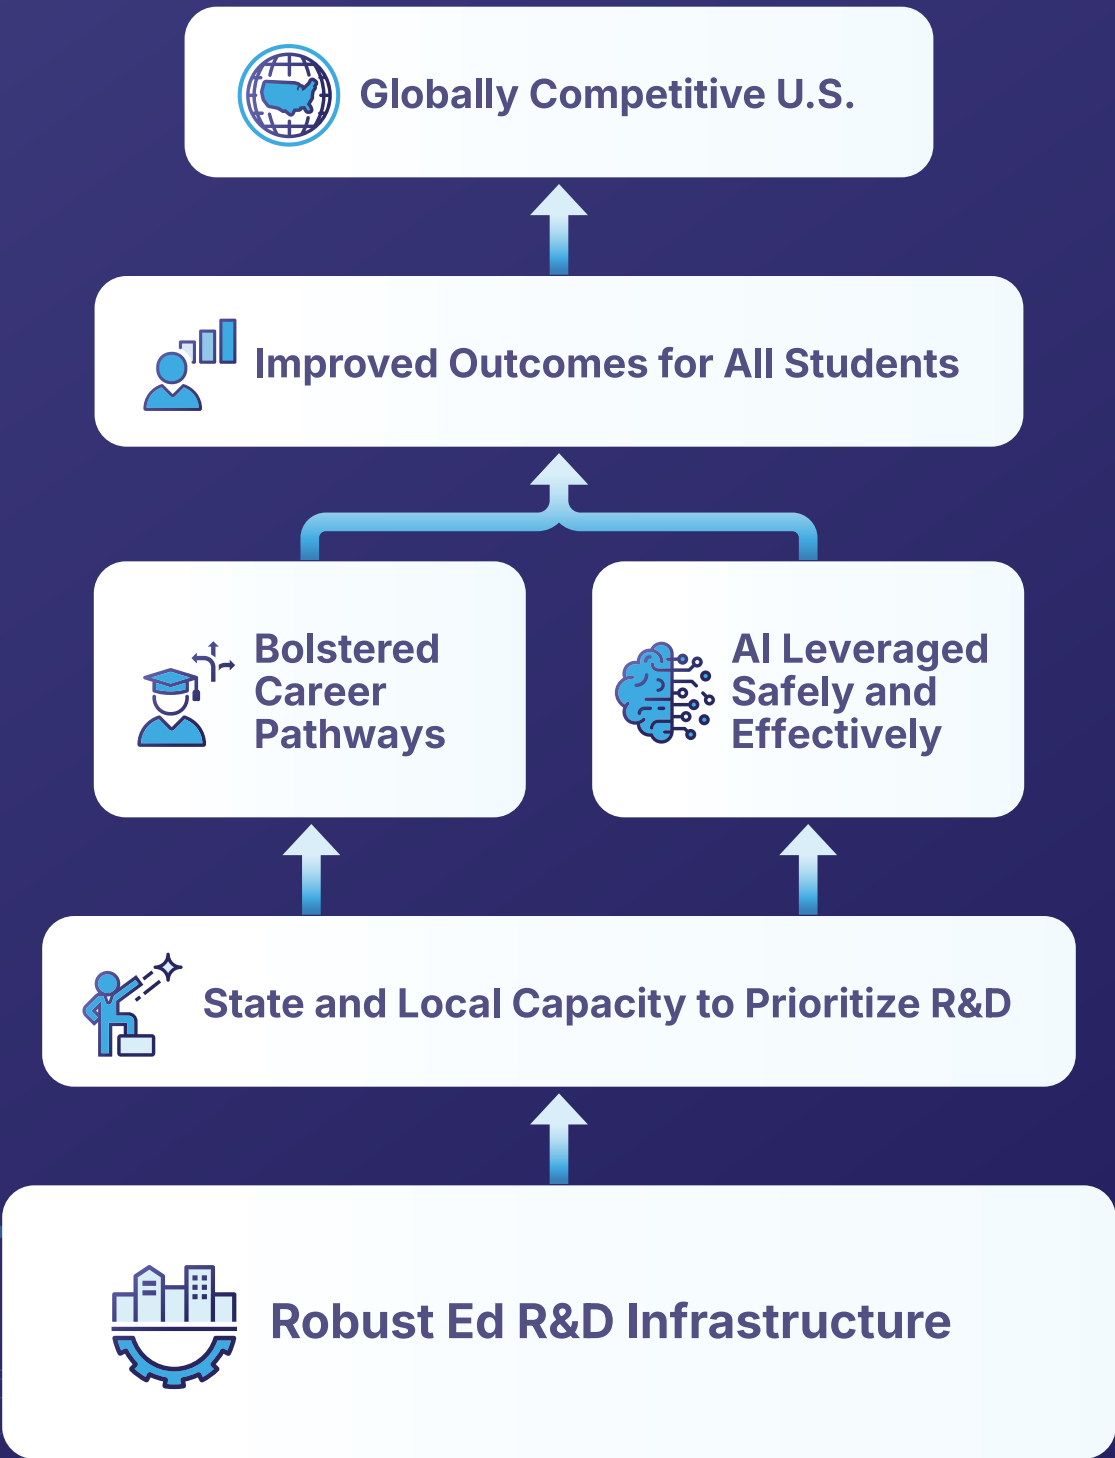 Globally Competitive U.S.
Improved Outcomes for All Students
Bolstered
Career
Pathways
AI Leveraged
Safely and
Effectively
State and Local Capacity to Prioritize R&D
Robust Ed R&D Infrastructure